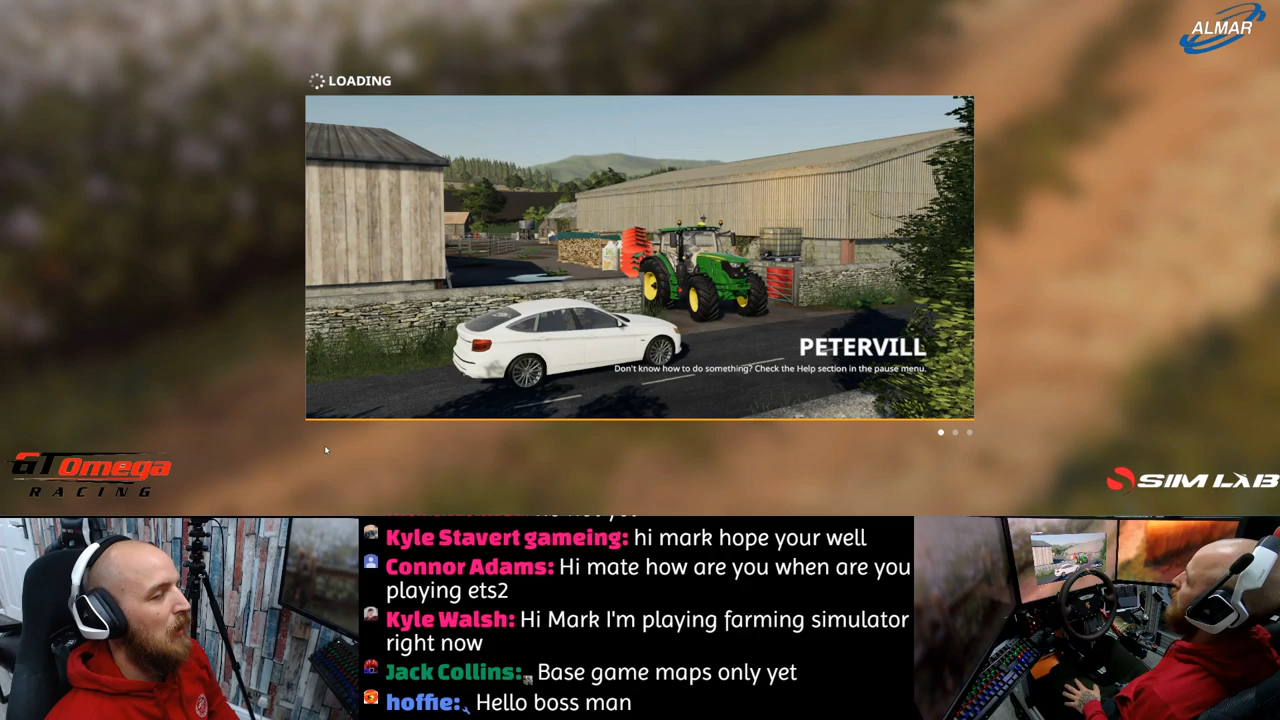 ALMAR
LOADING
PETERVILL
Don't know how to do something? Check the Help section in the pause menu.
GT Omega
RACING
SIM LAB
Kyle Stavert gameing: hi mark hope your well
Connor Adams: Hi mate how are you when are you
playing ets2
Kyle Walsh: Hi Mark I'm playing farming simulator
right now
Jack Collins: Base game maps only yet
hoffie: Hello boss man